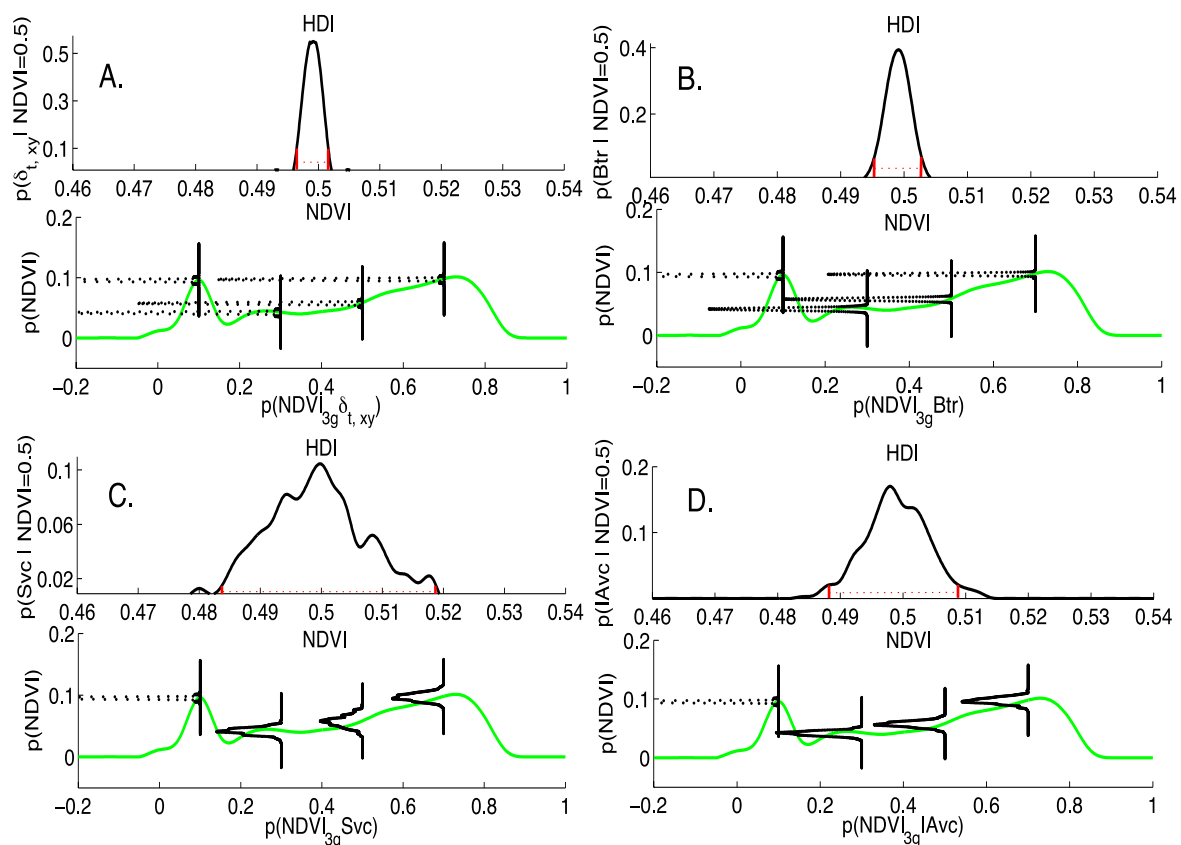 HDI
A.
p(δt, xy | NDVI=0.5)
0.5
0.3
0.1
0.46 0.47 0.48 0.49 0.5 0.51 0.52 0.53 0.54
NDVI
p(NDVI)
0.2
0.1
0
−0.2 0 0.2 0.4 0.6 0.8 1
p(NDVI3g δt, xy)
HDI
B.
p(Btr | NDVI=0.5)
0.4
0.2
0.46 0.47 0.48 0.49 0.5 0.51 0.52 0.53 0.54
NDVI
p(NDVI)
0.2
0.1
0
−0.2 0 0.2 0.4 0.6 0.8 1
p(NDVI3gBtr)
HDI
C.
p(Svc | NDVI=0.5)
0.1
0.06
0.02
0.46 0.47 0.48 0.49 0.5 0.51 0.52 0.53 0.54
NDVI
p(NDVI)
0.2
0.1
0
−0.2 0 0.2 0.4 0.6 0.8 1
p(NDVI3gSvc)
HDI
D.
p(IAvc | NDVI=0.5)
0.2
0.1
0.46 0.47 0.48 0.49 0.5 0.51 0.52 0.53 0.54
NDVI
p(NDVI)
0.2
0.1
0
−0.2 0 0.2 0.4 0.6 0.8 1
p(NDVI3gIAvc)